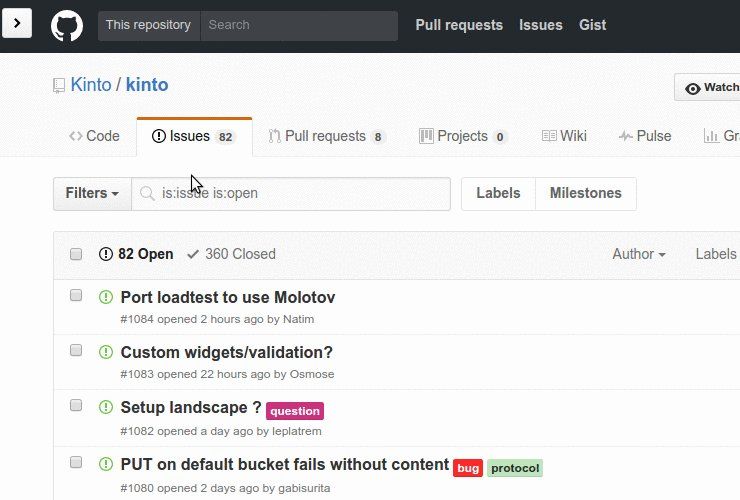 This repository Search Pull requests Issues Gist
Kinto / kinto
Watch
Code Issues 82 Pull requests 8 Projects 0 Wiki Pulse Gr
Filters is:issue is:open Labels Milestones
82 Open 360 Closed Author Labels
Port loadtest to use Molotov
#1084 opened 2 hours ago by Natim
Custom widgets/validation?
#1083 opened 22 hours ago by Osmose
Setup landscape ? question
#1082 opened a day ago by leplatrem
PUT on default bucket fails without content bug protocol
#1080 opened 2 days ago by gabisurita